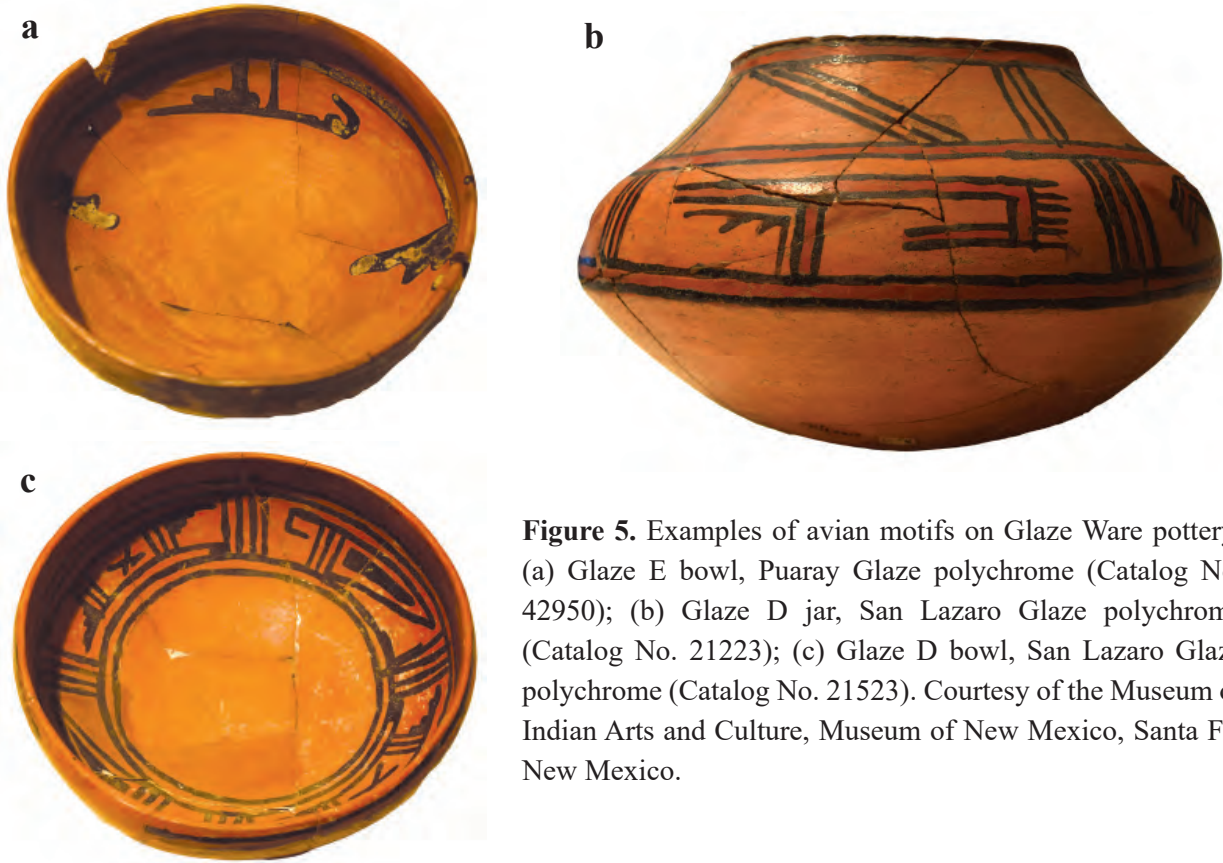 a
b
c
Figure 5. Examples of avian motifs on Glaze Ware pottery
(a) Glaze E bowl, Puaray Glaze polychrome (Catalog No
42950); (b) Glaze D jar, San Lazaro Glaze polychrom
(Catalog No. 21223); (c) Glaze D bowl, San Lazaro Glaz
polychrome (Catalog No. 21523). Courtesy of the Museum o
Indian Arts and Culture, Museum of New Mexico, Santa F
New Mexico.